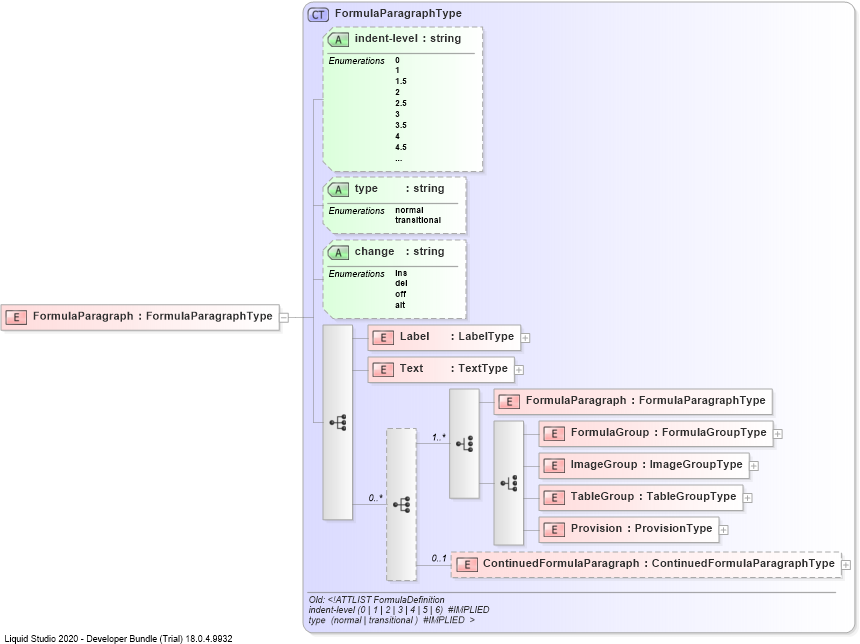 CT FormulaParagraphType
A indent-level : string
Enumerations 0
1
1.5
2
2.5
3
3.5
4
4.5
...
A type : string
Enumerations normal
transitional
A change : string
Enumerations ins
del
off
alt
E FormulaParagraph : FormulaParagraphType
E Label : LabelType
E Text : TextType
E FormulaParagraph : FormulaParagraphType
1..*
E FormulaGroup : FormulaGroupType
E ImageGroup : ImageGroupType
0..*
E TableGroup : TableGroupType
E Provision : ProvisionType
0..1
E ContinuedFormulaParagraph : ContinuedFormulaParagraphType
Old: <!ATTLIST FormulaDefinition
indent-level (0 | 1 | 2 | 3 | 4 | 5 | 6) #IMPLIED
type (normal | transitional ) #IMPLIED >
Liquid Studio 2020 - Developer Bundle (Trial) 18.0.4.9932